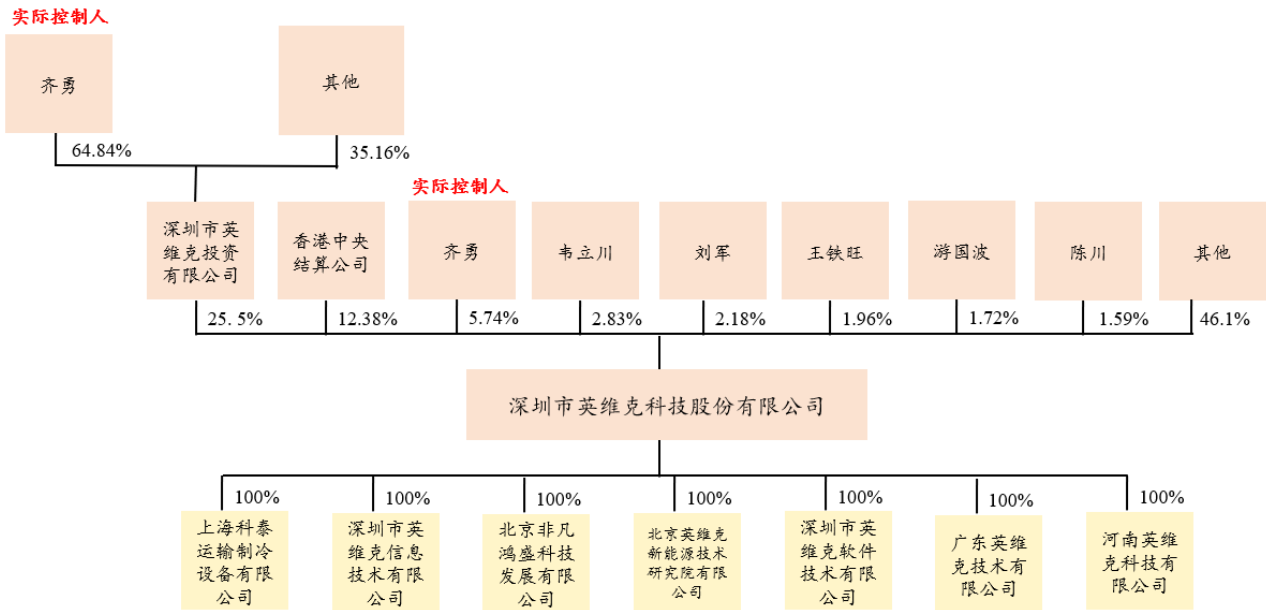 实际控制人
齐勇
其他
64.84%
35.16%
实际控制人
深圳市英
维克投资
有限公司
香港中央
结算公司
齐勇
韦立川
刘军
王铁旺
游国波
陈川
其他
25. 5%
12.38%
5.74%
2.83%
2.18%
1.96%
1.72%
1.59%
46.1%
深圳市英维克科技股份有限公司
100%
100%
100%
100%
100%
100%
100%
上海科泰
运输制冷
设备有限
公司
深圳市英
维克信息
技术有限
公司
北京非凡
鸿盛科技
发展有限
公司
北京英维克
新能源技术
研究院有限
公司
深圳市英
维克软件
技术有限
公司
广东英维
克技术有
限公司
河南英维
克科技有
限公司